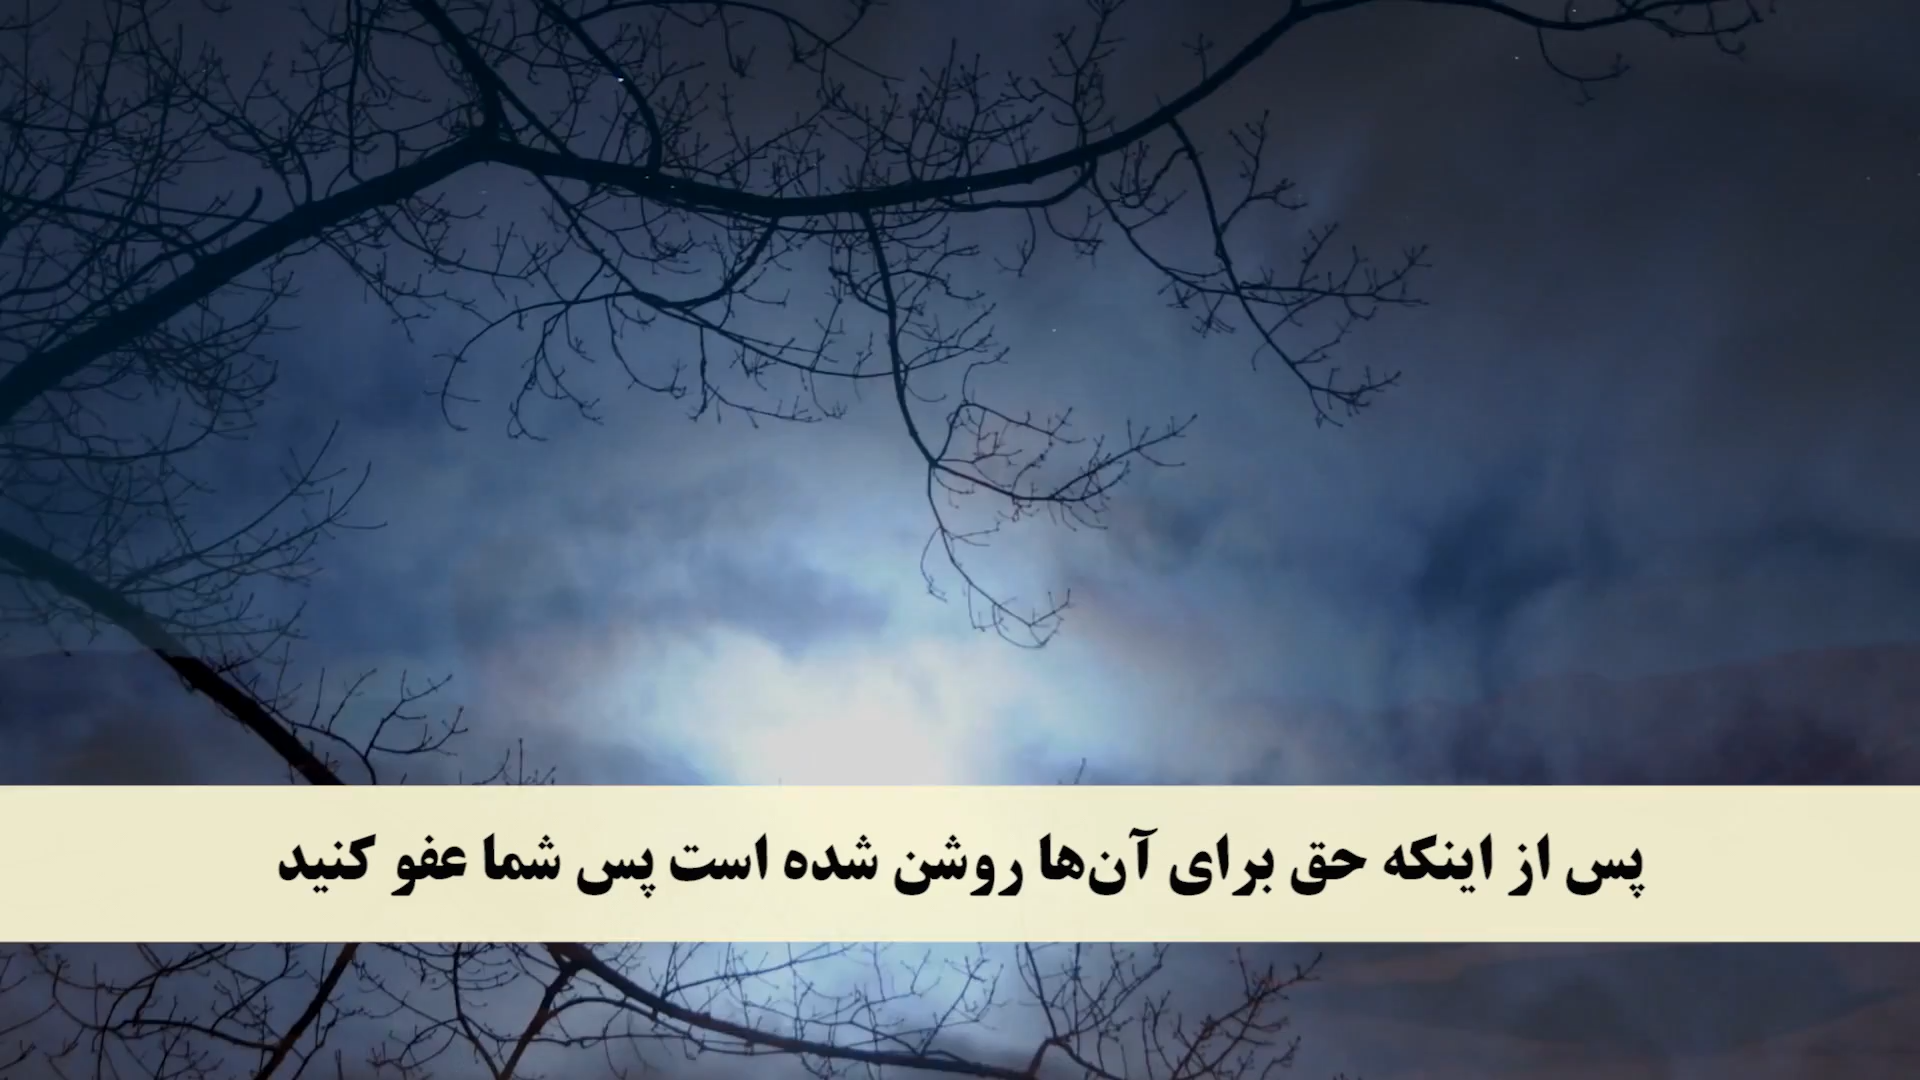 پس از اینکه حق برای آن‌ها روشن شده است پس شما عفو کنید